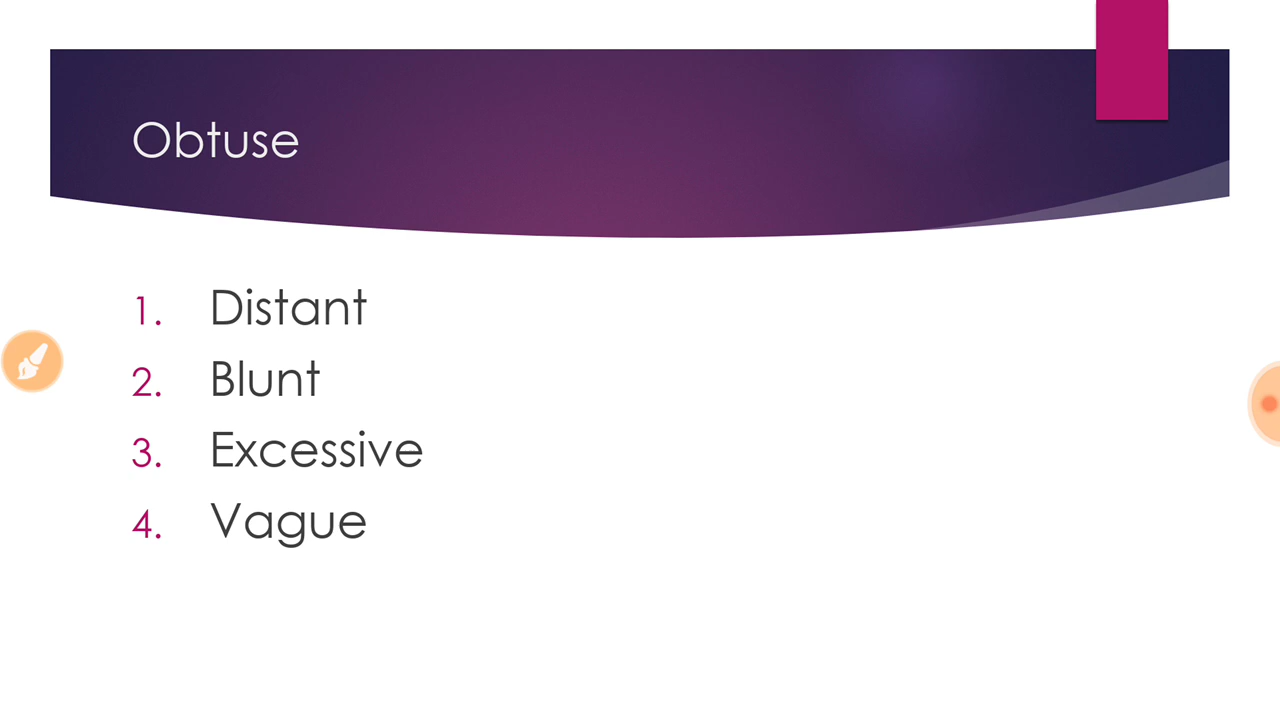 Obtuse
1. Distant
2. Blunt
3. Excessive
4. Vague